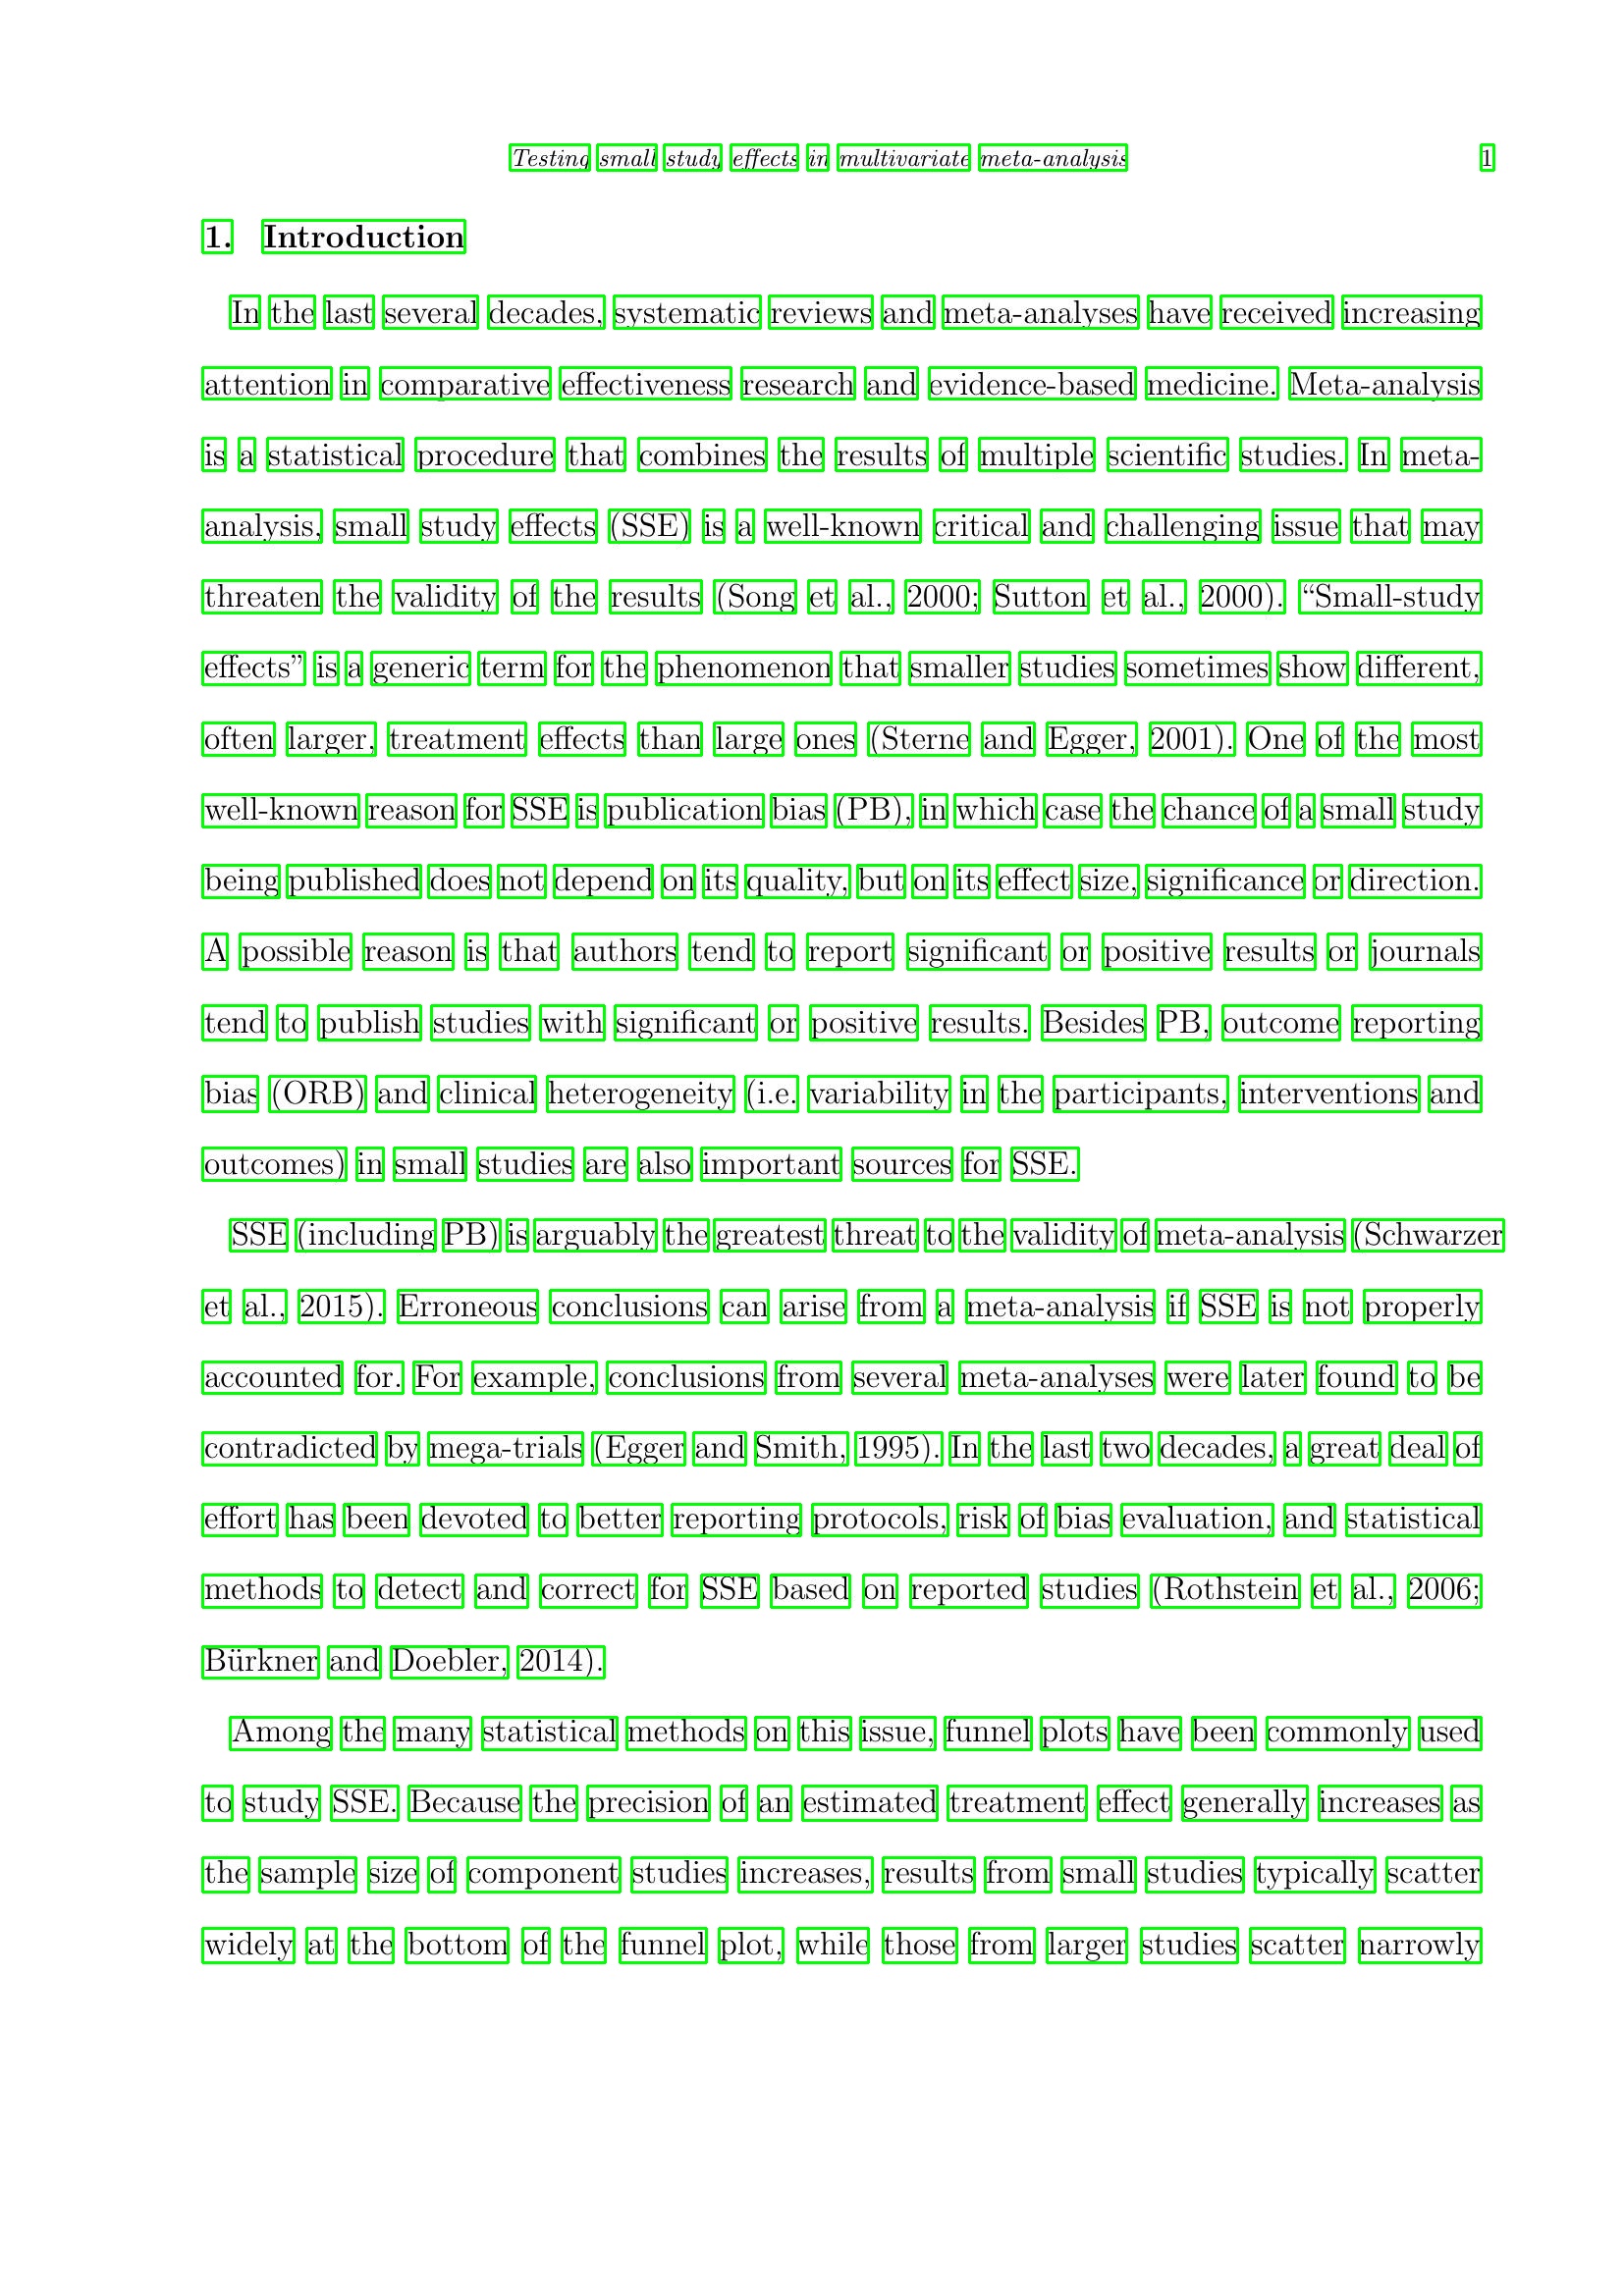 Testing small study effects in multivariate meta-analysis 1
1. Introduction
In the last several decades, systematic reviews and meta-analyses have received increasing
attention in comparative effectiveness research and evidence-based medicine. Meta-analysis
is a statistical procedure that combines the results of multiple scientific studies. In meta-
analysis, small study effects (SSE) is a well-known critical and challenging issue that may
threaten the validity of the results (Song et al., 2000; Sutton et al., 2000). “Small-study
effects” is a generic term for the phenomenon that smaller studies sometimes show different,
often larger, treatment effects than large ones (Sterne and Egger, 2001). One of the most
well-known reason for SSE is publication bias (PB), in which case the chance of a small study
being published does not depend on its quality, but on its effect size, significance or direction.
A possible reason is that authors tend to report significant or positive results or journals
tend to publish studies with significant or positive results. Besides PB, outcome reporting
bias (ORB) and clinical heterogeneity (i.e. variability in the participants, interventions and
outcomes) in small studies are also important sources for SSE.
SSE (including PB) is arguably the greatest threat to the validity of meta-analysis (Schwarzer
et al., 2015). Erroneous conclusions can arise from a meta-analysis if SSE is not properly
accounted for. For example, conclusions from several meta-analyses were later found to be
contradicted by mega-trials (Egger and Smith, 1995). In the last two decades, a great deal of
effort has been devoted to better reporting protocols, risk of bias evaluation, and statistical
methods to detect and correct for SSE based on reported studies (Rothstein et al., 2006;
Bürkner and Doebler, 2014).
Among the many statistical methods on this issue, funnel plots have been commonly used
to study SSE. Because the precision of an estimated treatment effect generally increases as
the sample size of component studies increases, results from small studies typically scatter
widely at the bottom of the funnel plot, while those from larger studies scatter narrowly